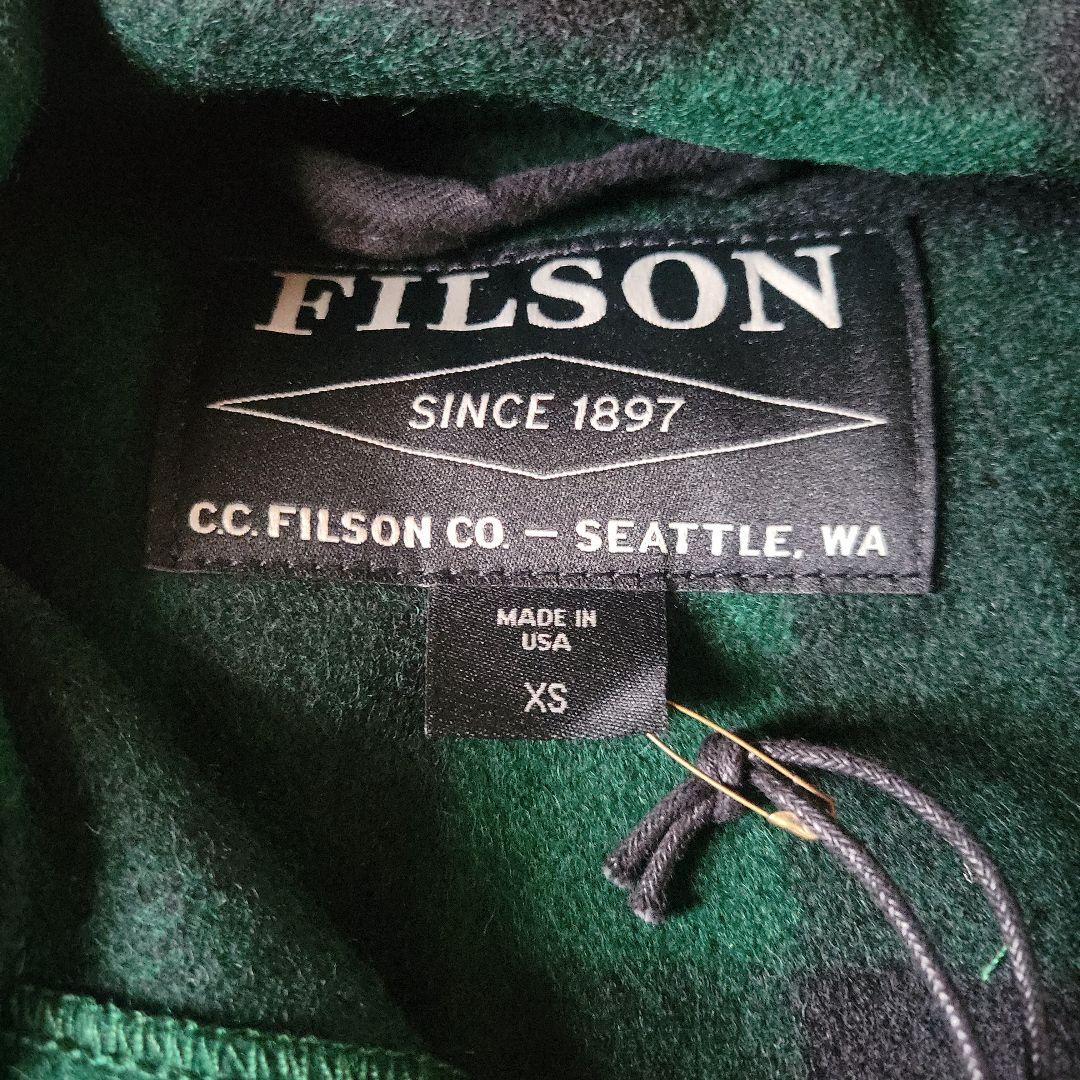 FILSON
SINCE 1897
C.C. FILSON CO. — SEATTLE, WA
MADE IN
USA
XS